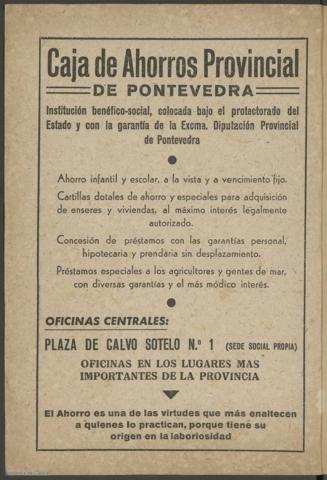 Caja de Ahorros Provincial
DE PONTEVEDRA
Institución benéfico-social, colocada bajo el protectorado del
Estado y con la garantía de la Excma. Diputación Provincial
de Pontevedra
Ahorro infantil y escolar, a la vista y a vencimiento fijo.
Cartillas dotales de ahorro y especiales para adquisición
de enseres y viviendas, al máximo interés legalmente
autorizado.
Concesión de préstamos con las garantías personal,
hipotecaria y prendaria sin desplazamiento.
Préstamos especiales a los agricultores y gentes de mar,
con diversas garantías y el más módico interés.
OFICINAS CENTRALES:
PLAZA DE CALVO SOTELO N.º 1 (SEDE SOCIAL PROPIA)
OFICINAS EN LOS LUGARES MAS
IMPORTANTES DE LA PROVINCIA
El Ahorro es una de las virtudes que más enaltecen
a quienes lo practican, porque tiene su
origen en la laboriosidad